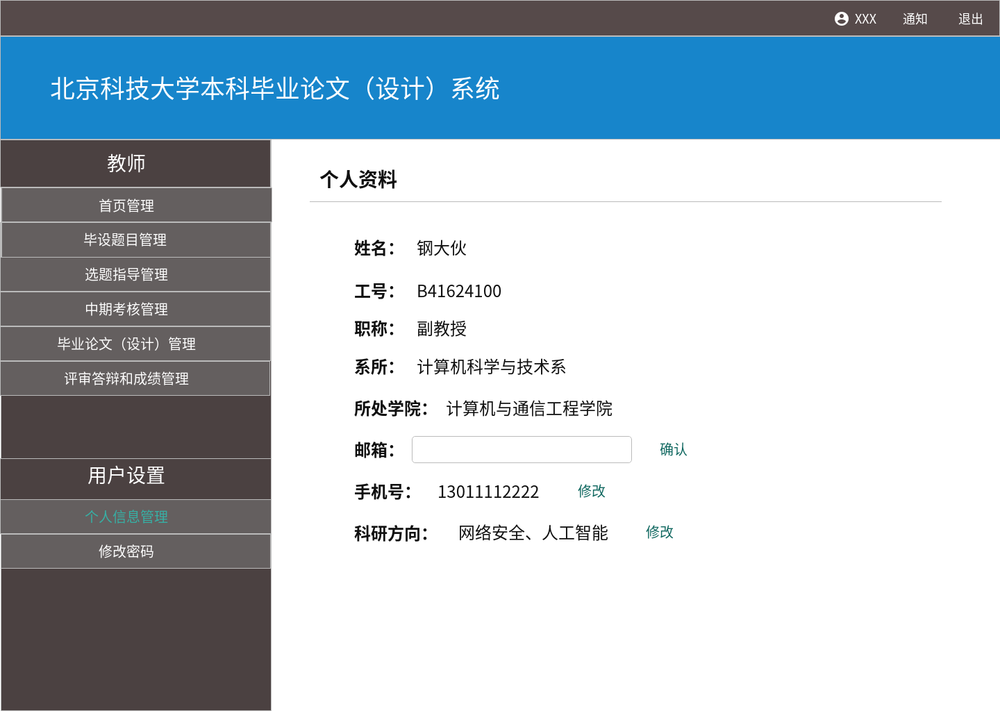 XXX 通知 退出
北京科技大学本科毕业论文（设计）系统
教师
首页管理
毕设题目管理
选题指导管理
中期考核管理
毕业论文（设计）管理
评审答辩和成绩管理
用户设置
个人信息管理
修改密码
个人资料
姓名： 钢大伙
工号： B41624100
职称： 副教授
系所： 计算机科学与技术系
所处学院： 计算机与通信工程学院
邮箱： 确认
手机号： 13011112222 修改
科研方向： 网络安全、人工智能 修改